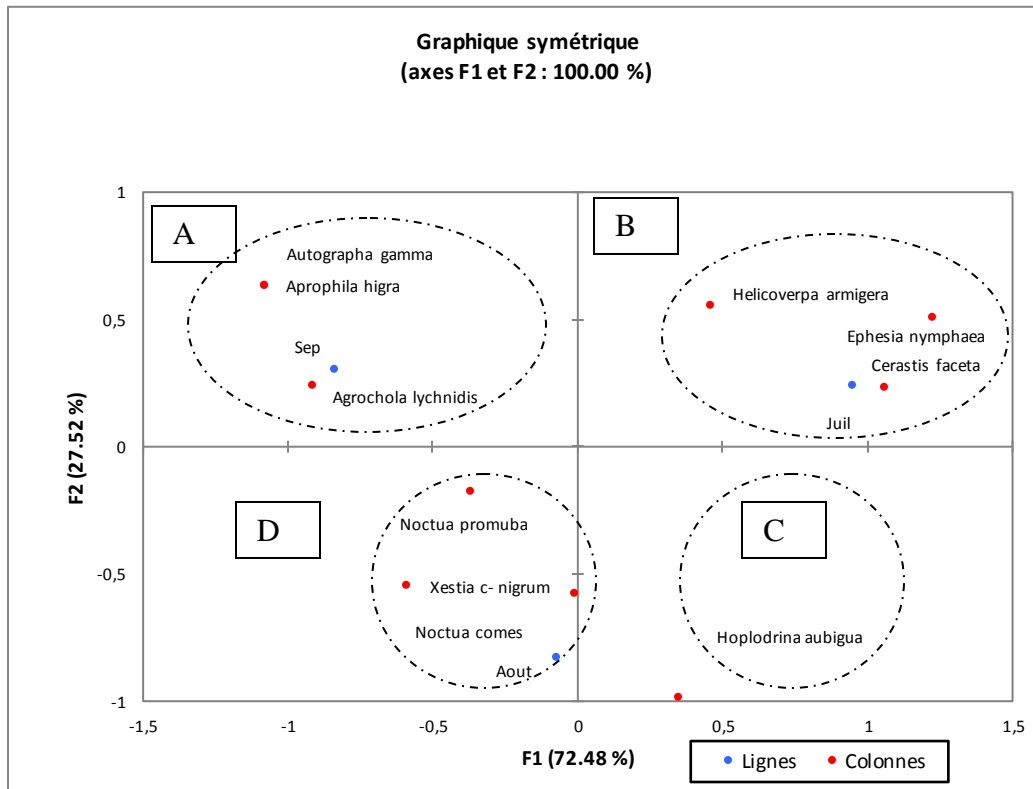 Graphique symétrique
(axes F1 et F2 : 100.00 %)
A
B
Autographa gamma
Aprophila higra
Sep
Agrochola lychnidis
Helicoverpa armigera
Ephesia nymphaea
Cerastis faceta
Juil
D
C
Noctua promuba
Xestia c- nigrum
Noctua comes
Aout
Hoplodrina aubigua
F2 (27.52 %)
1
0,5
0
-0,5
-1
-1,5
-1
-0,5
0
0,5
1
1,5
F1 (72.48 %)
Lignes
Colonnes